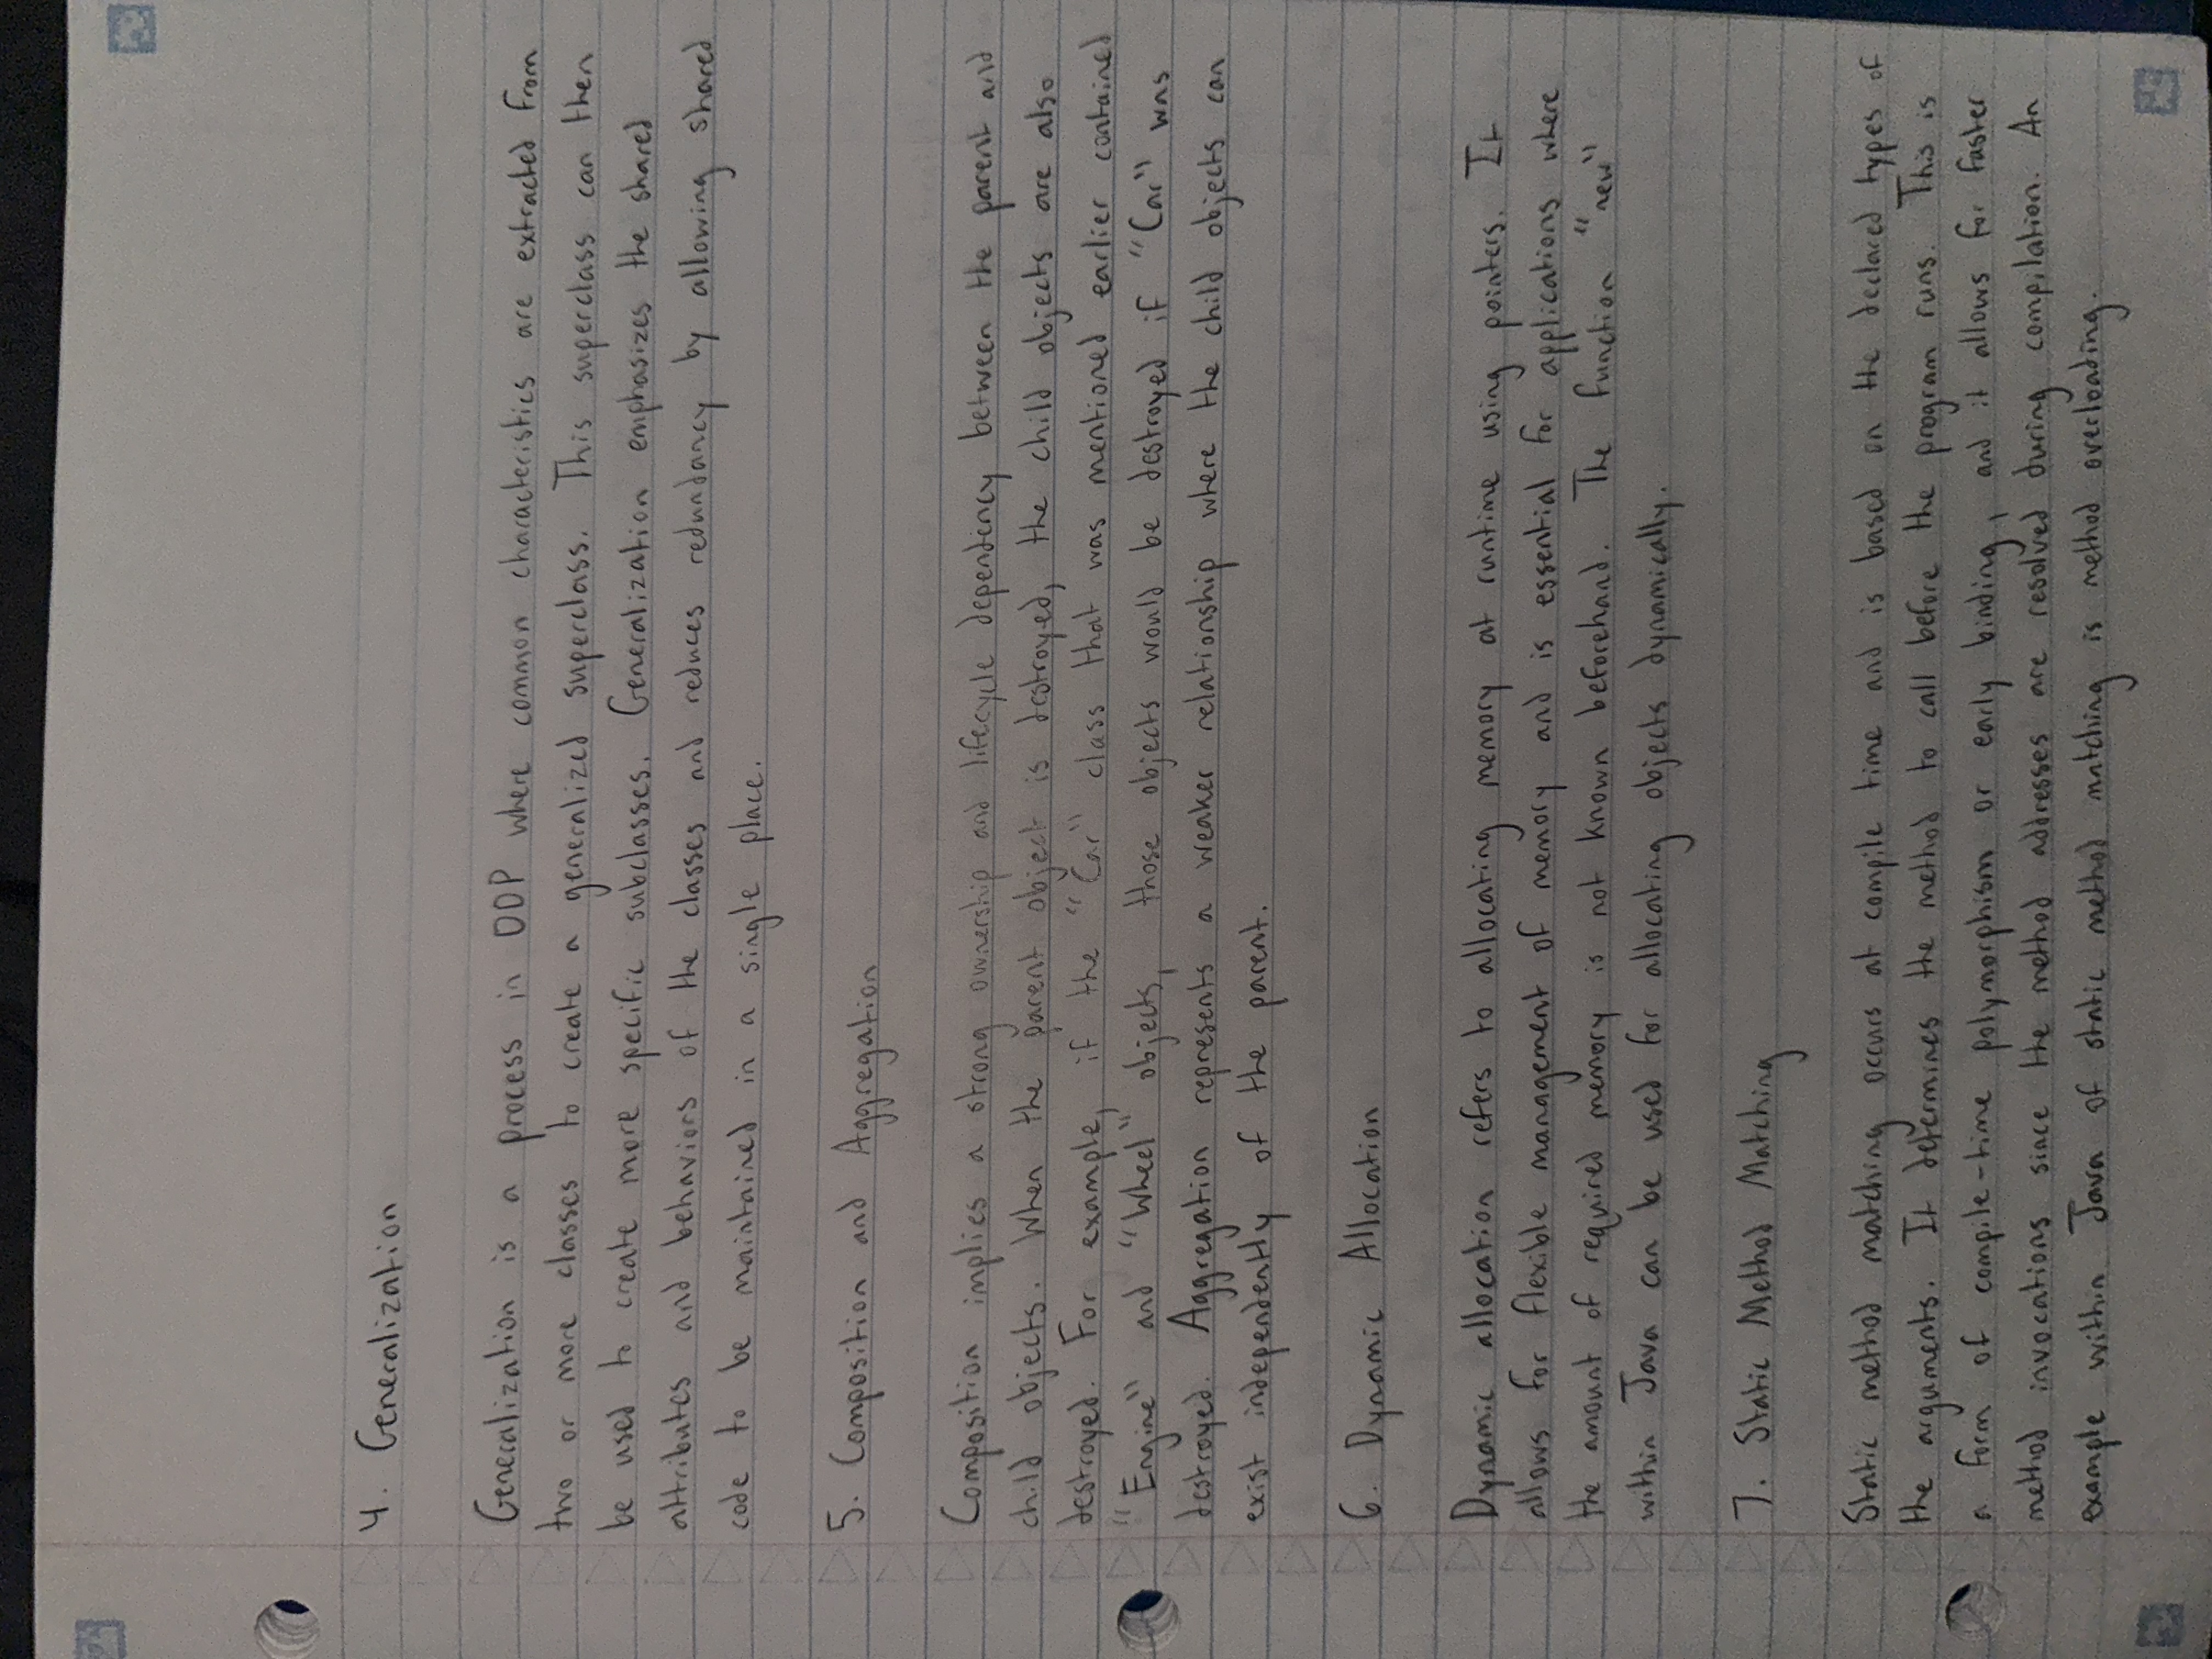 4. Generalization
Generalization is a process in OOP where common characteristics are extracted from
two or more classes to create a generalized superclass. This superclass can then
be used to create more specific subclasses. Generalization emphasizes the shared
attributes and behaviors of the classes and reduces redundancy by allowing shared
code to be maintained in a single place.
5. Composition and Aggregation
Composition implies a strong ownership and lifecycle dependency between the parent and
child objects. When the parent object is destroyed, the child objects are also
destroyed. For example, if the "Car" class that was mentioned earlier contained
"Engine" and "Wheel" objects, those objects would be destroyed if "Car" was
destroyed. Aggregation represents a weaker relationship where the child objects can
exist independently of the parent.
6. Dynamic Allocation
Dynamic allocation refers to allocating memory at runtime using pointers. It
allows for flexible management of memory and is essential for applications where
the amount of required memory is not known beforehand. The function "new"
within Java can be used for allocating objects dynamically.
7. Static Method Matching
Static method matching occurs at compile time and is based on the declared types of
the arguments. It determines the method to call before the program runs. This is
a form of compile-time polymorphism or early binding, and it allows for faster
method invocations since the method addresses are resolved during compilation. An
example within Java of static method matching is method overloading.